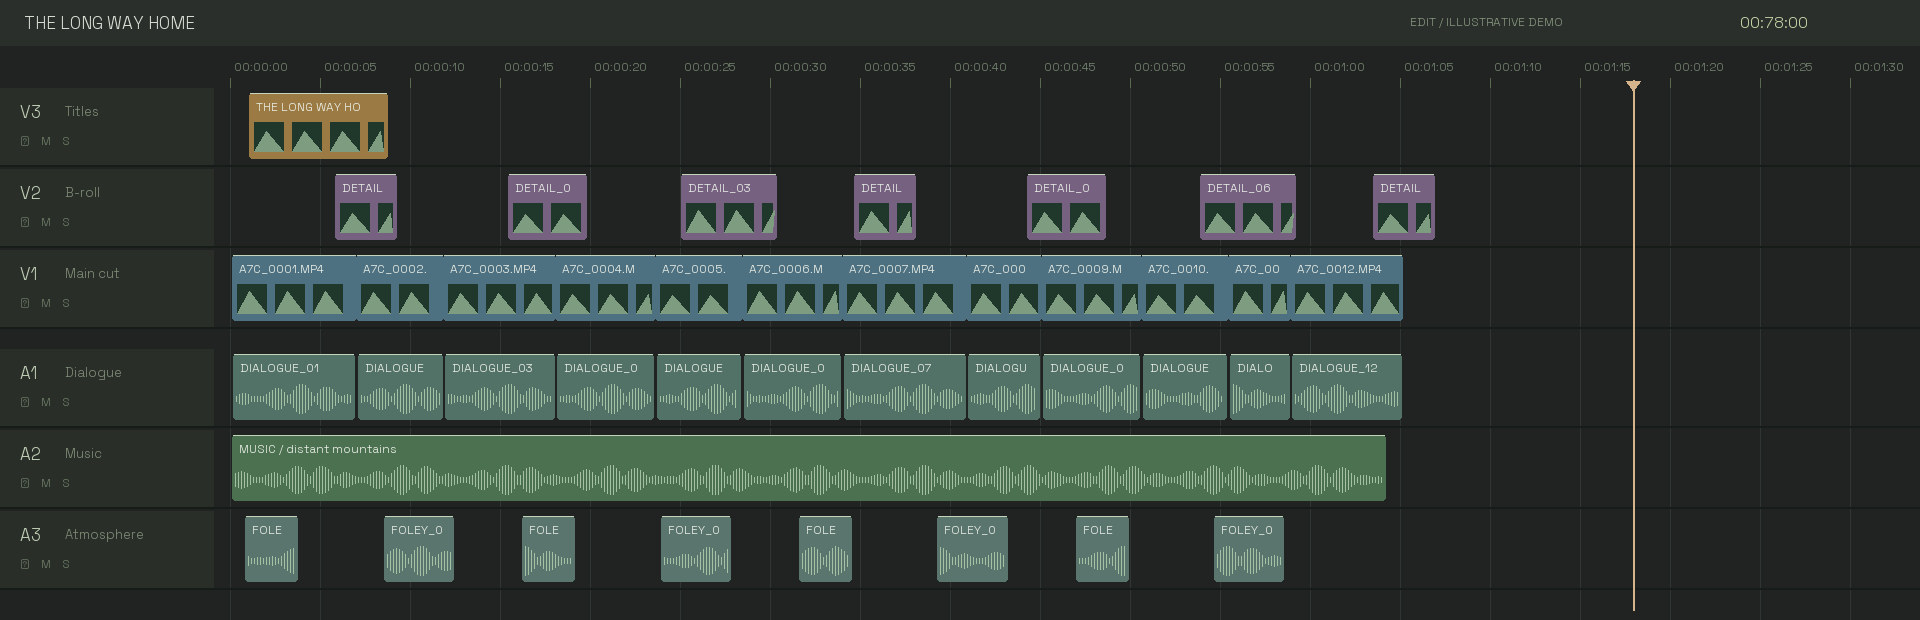 THE LONG WAY HOME
EDIT / ILLUSTRATIVE DEMO
00:78:00
00:00:00 00:00:05 00:00:10 00:00:15 00:00:20 00:00:25 00:00:30 00:00:35 00:00:40 00:00:45 00:00:50 00:00:55 00:01:00 00:01:05 00:01:10 00:01:15 00:01:20 00:01:25 00:01:30
V3 Titles
M S
THE LONG WAY HO
V2 B-roll
M S
DETAIL DETAIL_0 DETAIL_03 DETAIL DETAIL_0 DETAIL_06 DETAIL
V1 Main cut
M S
A7C_0001.MP4 A7C_0002. A7C_0003.MP4 A7C_0004.M A7C_0005. A7C_0006.M A7C_0007.MP4 A7C_000 A7C_0009.M A7C_0010. A7C_00 A7C_0012.MP4
A1 Dialogue
M S
DIALOGUE_01 DIALOGUE DIALOGUE_03 DIALOGUE_0 DIALOGUE DIALOGUE_0 DIALOGUE_07 DIALOGU DIALOGUE_0 DIALOGUE DIALO DIALOGUE_12
A2 Music
M S
MUSIC / distant mountains
A3 Atmosphere
M S
FOLE FOLEY_0 FOLE FOLEY_0 FOLE FOLEY_0 FOLE FOLEY_0